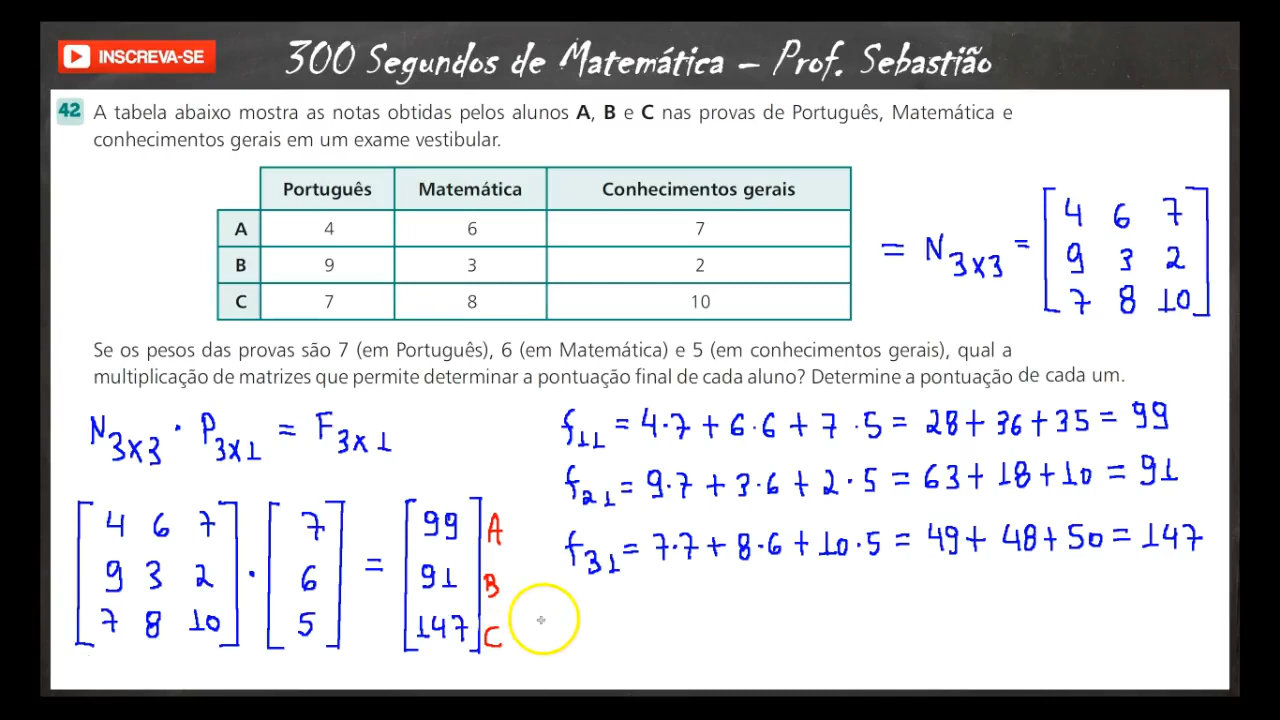 INSCREVA-SE
300 Segundos de Matemática – Prof. Sebastião
42 A tabela abaixo mostra as notas obtidas pelos alunos A, B e C nas provas de Português, Matemática e
conhecimentos gerais em um exame vestibular.
Português Matemática Conhecimentos gerais
A 4 6 7
B 9 3 2
C 7 8 10
= N3x3 = [4 6 7
9 3 2
7 8 10]
Se os pesos das provas são 7 (em Português), 6 (em Matemática) e 5 (em conhecimentos gerais), qual a
multiplicação de matrizes que permite determinar a pontuação final de cada aluno? Determine a pontuação de cada um.
N3x3 · P3x1 = F3x1
[4 6 7] [7] [99] A
[9 3 2] · [6] = [91] B
[7 8 10] [5] [147] C
f11 = 4·7 + 6·6 + 7·5 = 28 + 36 + 35 = 99
f21 = 9·7 + 3·6 + 2·5 = 63 + 18 + 10 = 91
f31 = 7·7 + 8·6 + 10·5 = 49 + 48 + 50 = 147